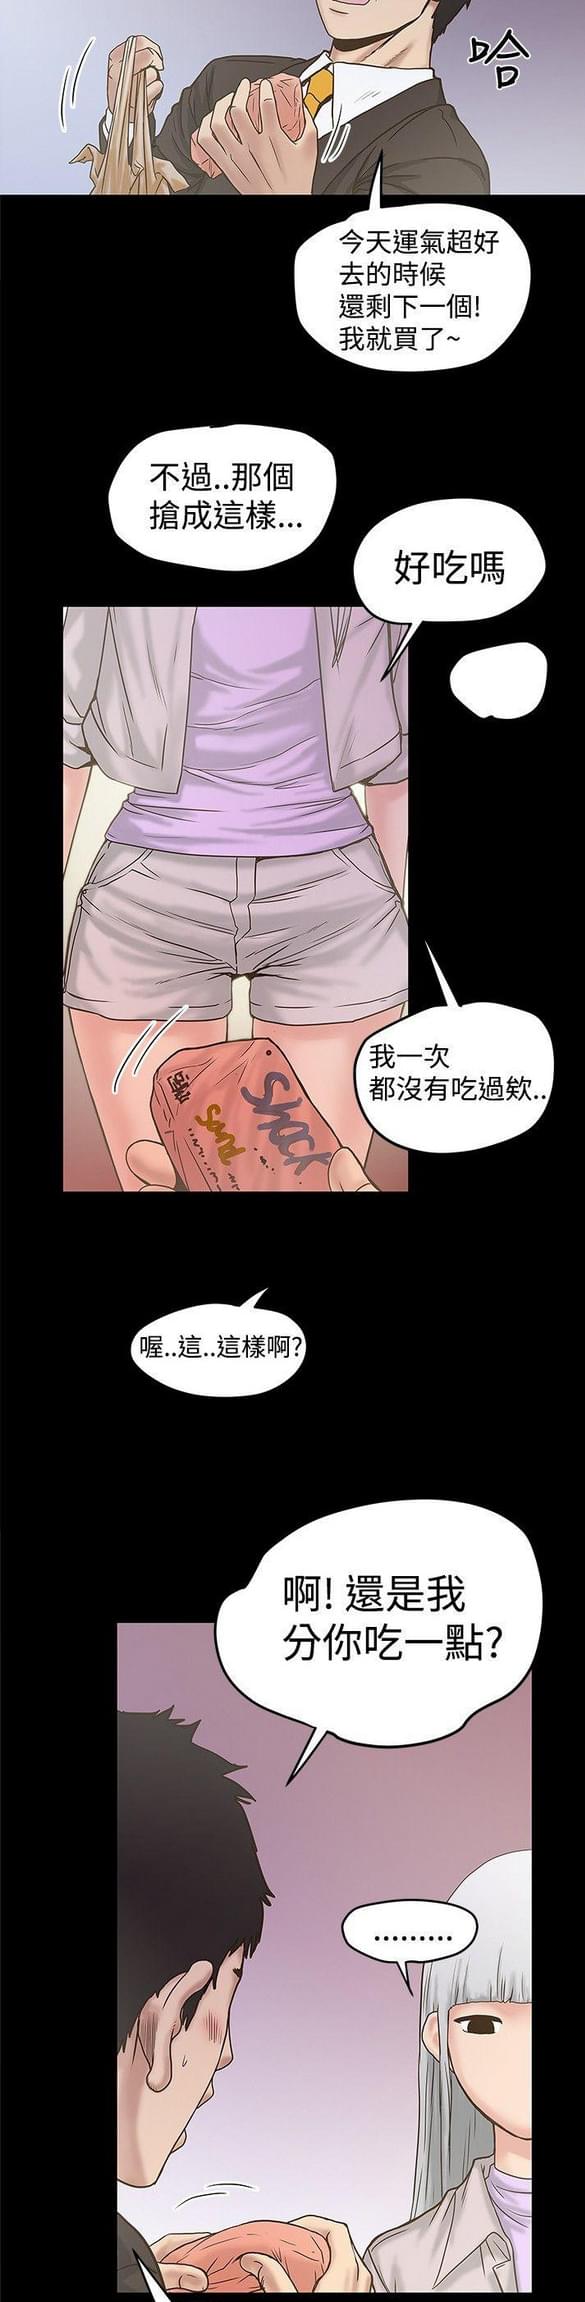 哈
今天運氣超好
去的時候
還剩下一個!
我就買了~
不過..那個
搶成這樣...
好吃嗎
我一次
都沒有吃過欸..
SHOCK
喔..這..這樣啊?
啊! 還是我
分你吃一點?
.........